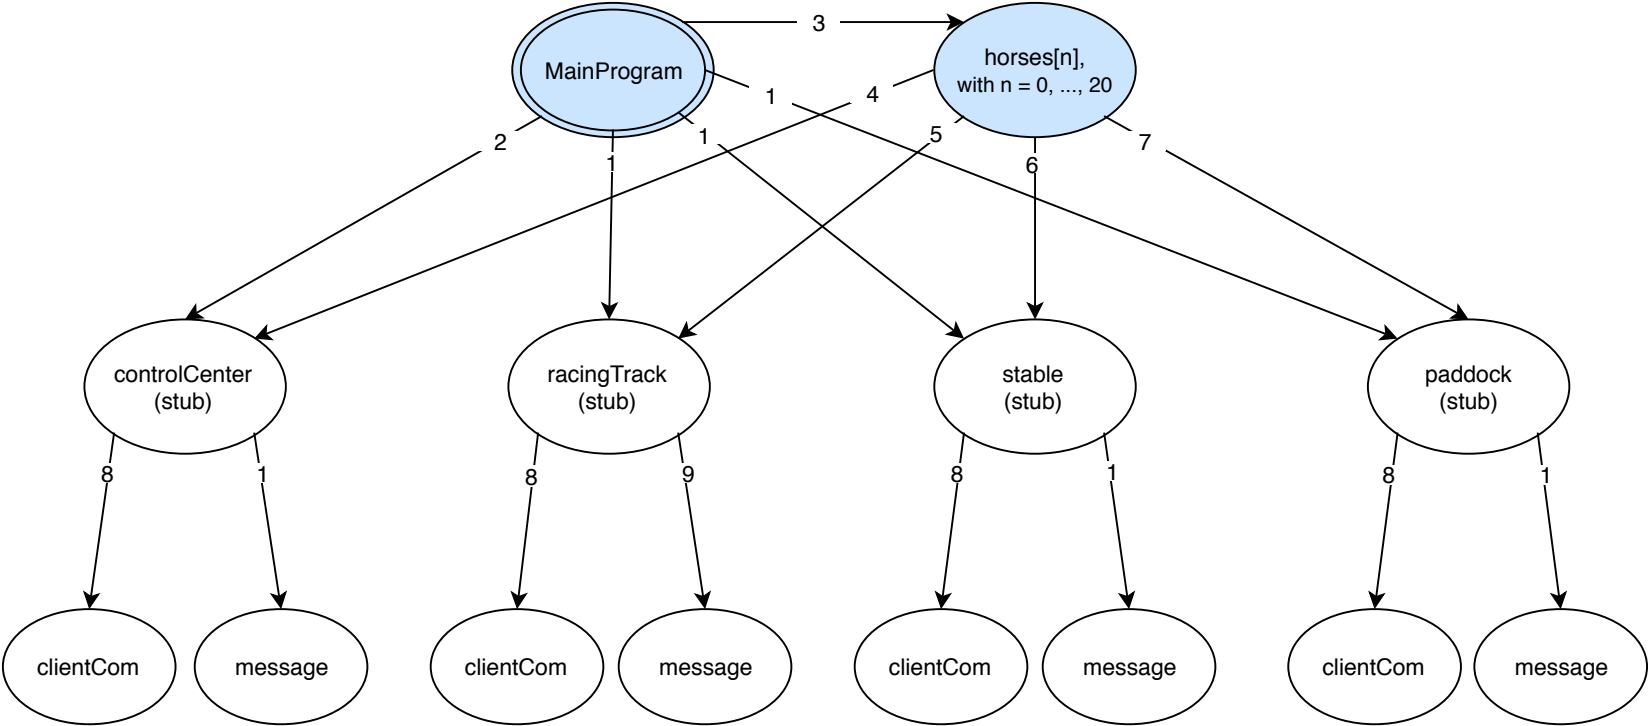 MainProgram
3
horses[n],
with n = 0, ..., 20
1
4
2
1
1
5
6
7
controlCenter
(stub)
racingTrack
(stub)
stable
(stub)
paddock
(stub)
8
1
8
9
8
1
8
1
clientCom
message
clientCom
message
clientCom
message
clientCom
message